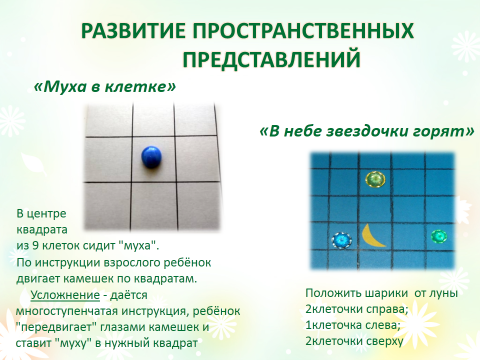 РАЗВИТИЕ ПРОСТРАНСТВЕННЫХ
ПРЕДСТАВЛЕНИЙ
«Муха в клетке»
В центре
квадрата
из 9 клеток сидит "муха".
По инструкции взрослого ребёнок
двигает камешек по квадратам.
Усложнение - даётся
многоступенчатая инструкция, ребёнок
"передвигает" глазами камешек и
ставит "муху" в нужный квадрат
«В небе звездочки горят»
Положить шарики от луны
2клеточки справа;
1клеточка слева;
2клеточки сверху